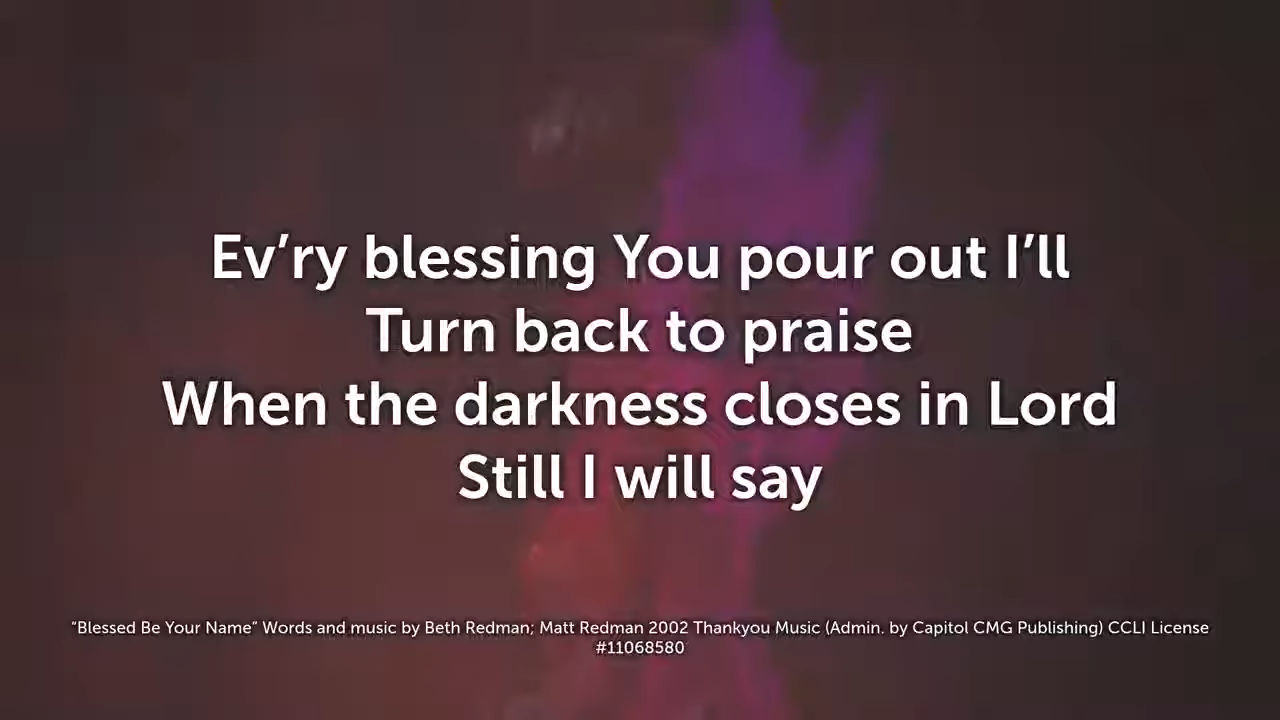 Ev’ry blessing You pour out I’ll
Turn back to praise
When the darkness closes in Lord
Still I will say
“Blessed Be Your Name” Words and music by Beth Redman; Matt Redman 2002 Thankyou Music (Admin. by Capitol CMG Publishing) CCLI License
#11068580